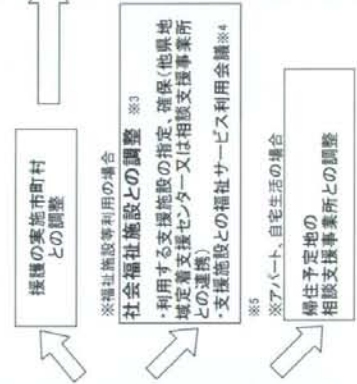 援護の実施市町村
との調整
※福祉施設等利用の場合
社会福祉施設との調整 ※3
・利用する支援施設の指定、確保(他県地
域定着支援センター又は相談支援事業所
との連携)
・支援施設との福祉サービス利用会議※4
※5
※アパート、自宅生活の場合
帰住予定地の
相談支援事業所との調整